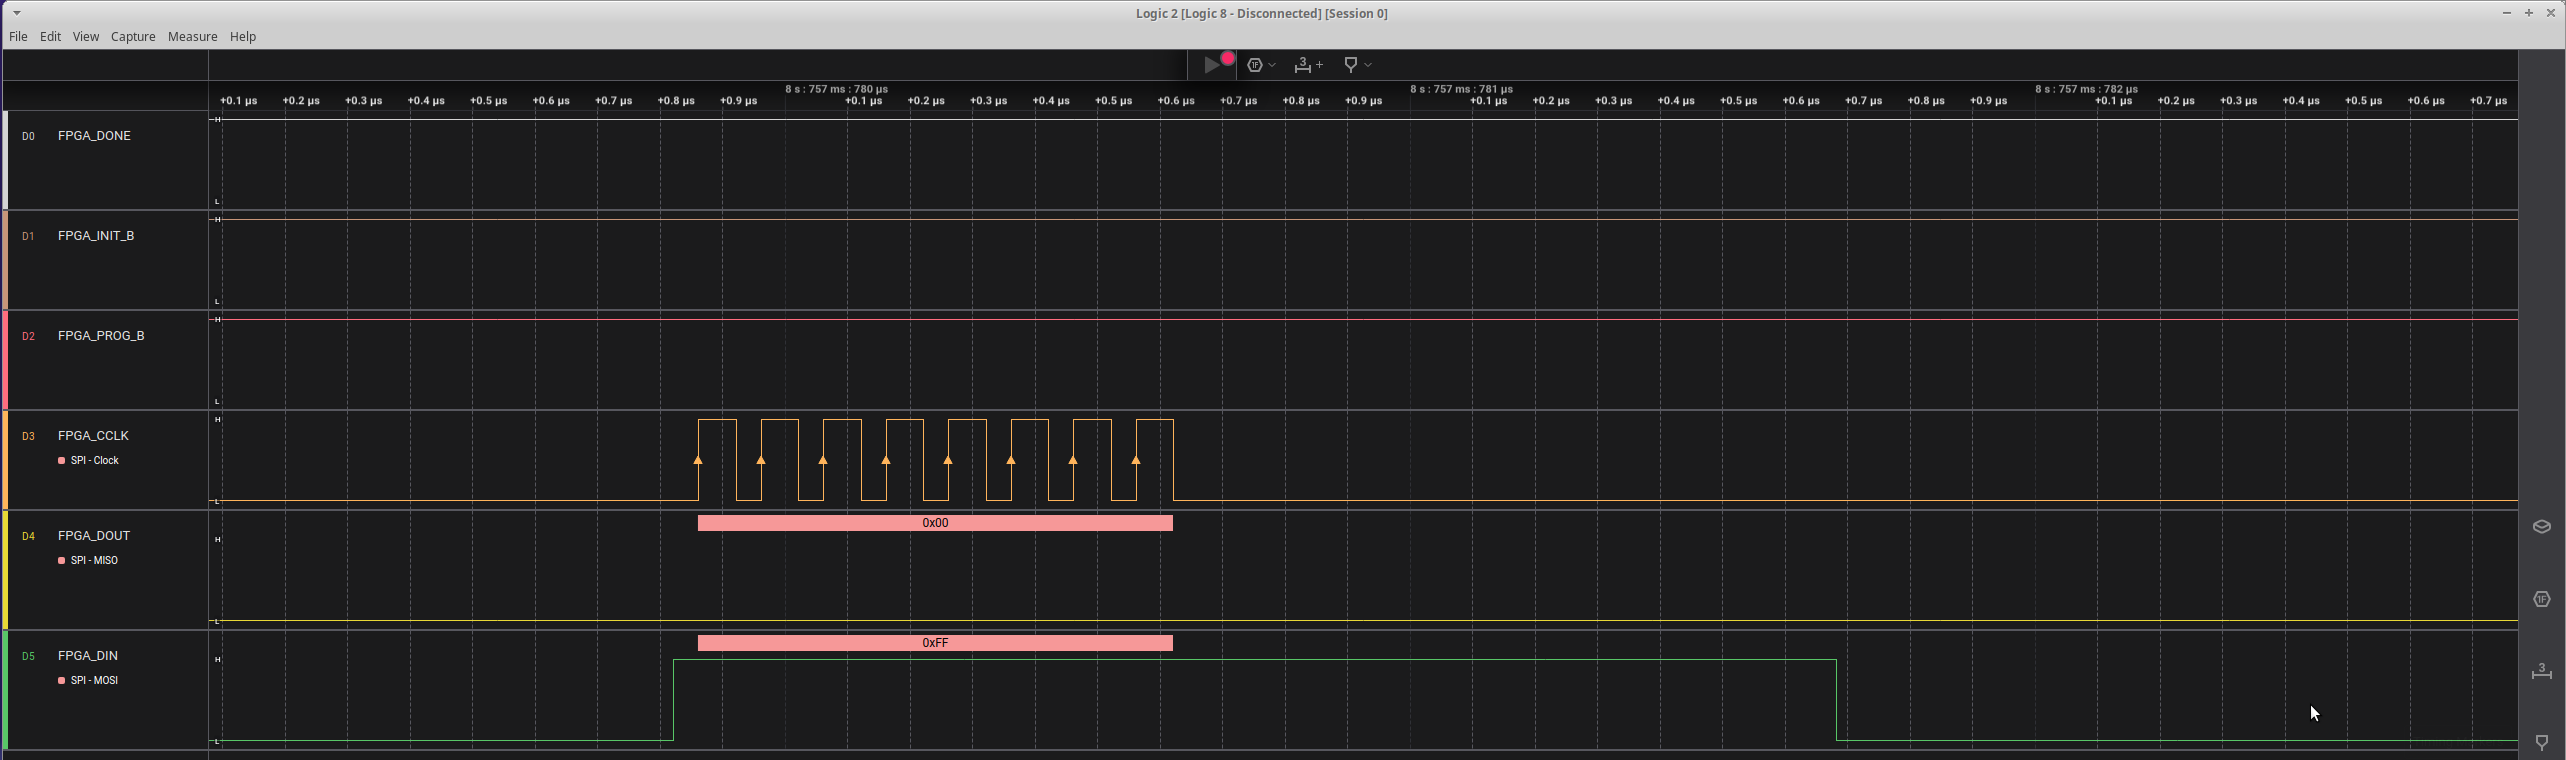 Logic 2 [Logic 8 - Disconnected] [Session 0]
File Edit View Capture Measure Help
3 +
8 s : 757 ms : 780 µs 8 s : 757 ms : 781 µs 8 s : 757 ms : 782 µs
+0.1 µs +0.2 µs +0.3 µs +0.4 µs +0.5 µs +0.6 µs +0.7 µs +0.8 µs +0.9 µs +0.1 µs +0.2 µs +0.3 µs +0.4 µs +0.5 µs +0.6 µs +0.7 µs +0.8 µs +0.9 µs +0.1 µs +0.2 µs +0.3 µs +0.4 µs +0.5 µs +0.6 µs +0.7 µs +0.8 µs +0.9 µs +0.1 µs +0.2 µs +0.3 µs +0.4 µs +0.5 µs +0.6 µs +0.7 µs
H
D0 FPGA_DONE
L
H
D1 FPGA_INIT_B
L
H
D2 FPGA_PROG_B
L
H
D3 FPGA_CCLK
SPI - Clock
L
0x00
D4 FPGA_DOUT
H
SPI - MISO
L
0xFF
D5 FPGA_DIN
H
SPI - MOSI
L
1F
3